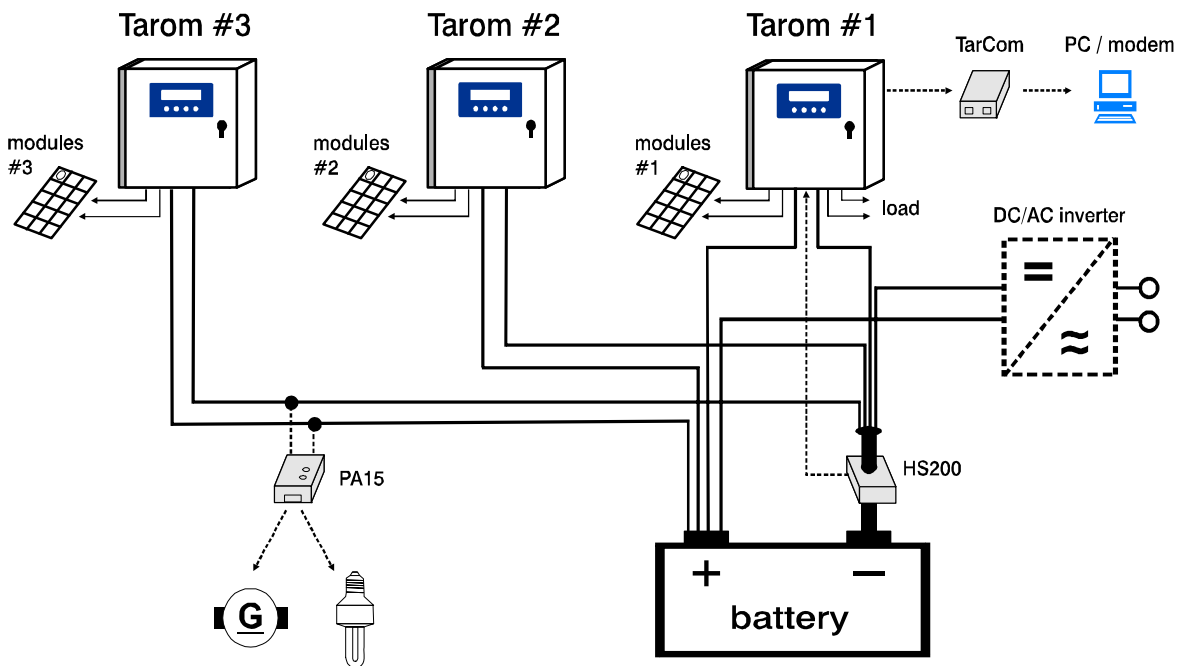 Tarom #3
Tarom #2
Tarom #1
TarCom
PC / modem
modules
#3
modules
#2
modules
#1
load
DC/AC inverter
=
≈
PA15
HS200
G
+ −
battery